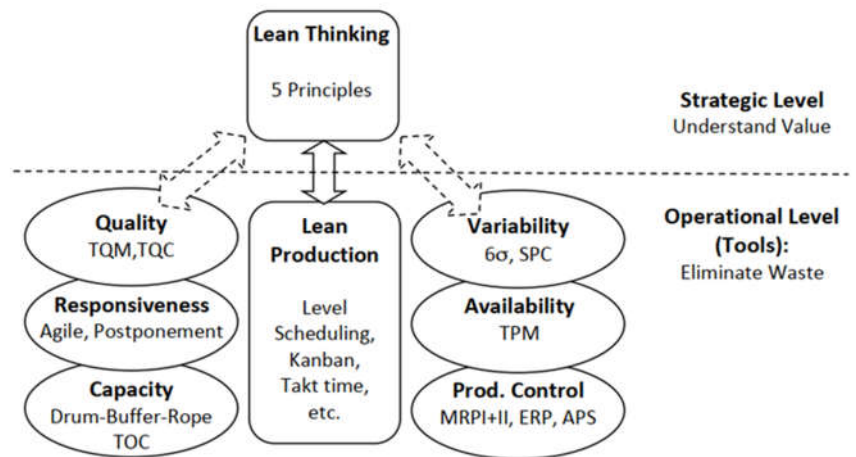 Lean Thinking
5 Principles
Strategic Level
Understand Value
Quality
TQM,TQC
Responsiveness
Agile, Postponement
Capacity
Drum-Buffer-Rope
TOC
Lean
Production
Level
Scheduling,
Kanban,
Takt time,
etc.
Variability
6σ, SPC
Availability
TPM
Prod. Control
MRPI+II, ERP, APS
Operational Level
(Tools):
Eliminate Waste